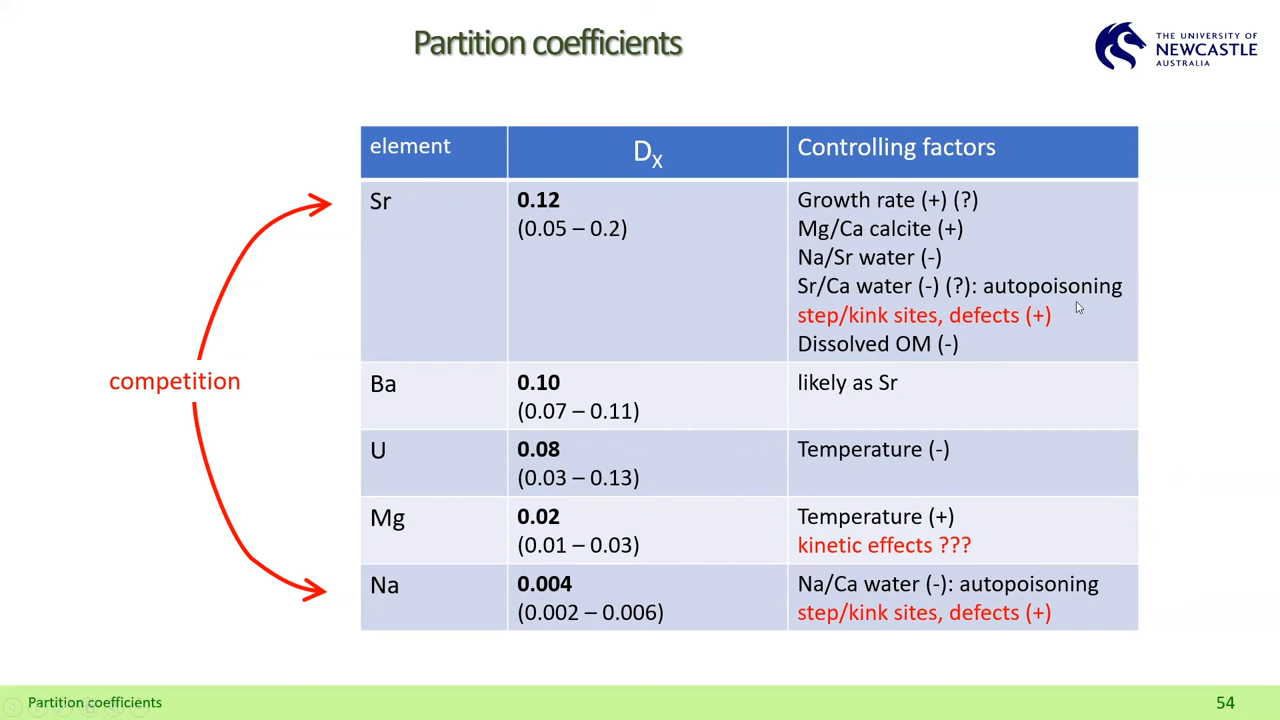 Partition coefficients
THE UNIVERSITY OF
NEWCASTLE
AUSTRALIA
element
DX
Controlling factors
Sr
0.12
(0.05 – 0.2)
Growth rate (+) (?)
Mg/Ca calcite (+)
Na/Sr water (-)
Sr/Ca water (-) (?): autopoisoning
step/kink sites, defects (+)
Dissolved OM (-)
competition
Ba
0.10
(0.07 – 0.11)
likely as Sr
U
0.08
(0.03 – 0.13)
Temperature (-)
Mg
0.02
(0.01 – 0.03)
Temperature (+)
kinetic effects ???
Na
0.004
(0.002 – 0.006)
Na/Ca water (-): autopoisoning
step/kink sites, defects (+)
Partition coefficients
54